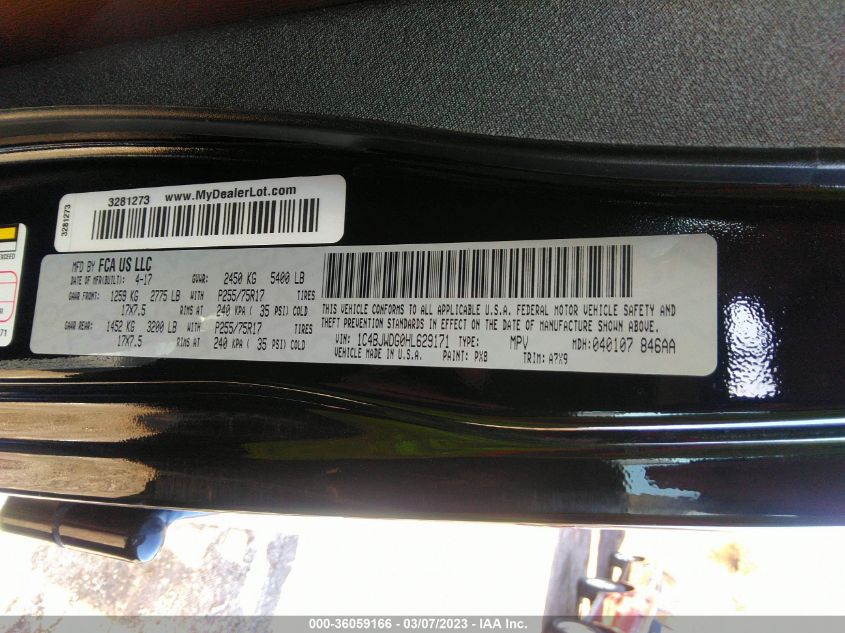 3281273 www.MyDealerLot.com
3281273
EXCEED
71
MFD BY FCA US LLC
DATE OF MFR(BUILT): 4-17 GVWR: 2450 KG 5400 LB
GAWR FRONT: 1259 KG 2775 LB WITH P255/75R17 TIRES
17X7.5 RIMS AT 240 KPA ( 35 PSI) COLD
GAWR REAR: 1452 KG 3200 LB WITH P255/75R17 TIRES
17X7.5 RIMS AT 240 KPA ( 35 PSI) COLD
THIS VEHICLE CONFORMS TO ALL APPLICABLE U.S.A. FEDERAL MOTOR VEHICLE SAFETY AND
THEFT PREVENTION STANDARDS IN EFFECT ON THE DATE OF MANUFACTURE SHOWN ABOVE.
VIN: 1C4BJWDG0HL629171 TYPE: MPV MDH: 040107 846AA
VEHICLE MADE IN U.S.A. PAINT: PX8 TRIM: A7X9
000-36059166 - 03/07/2023 - IAA Inc.